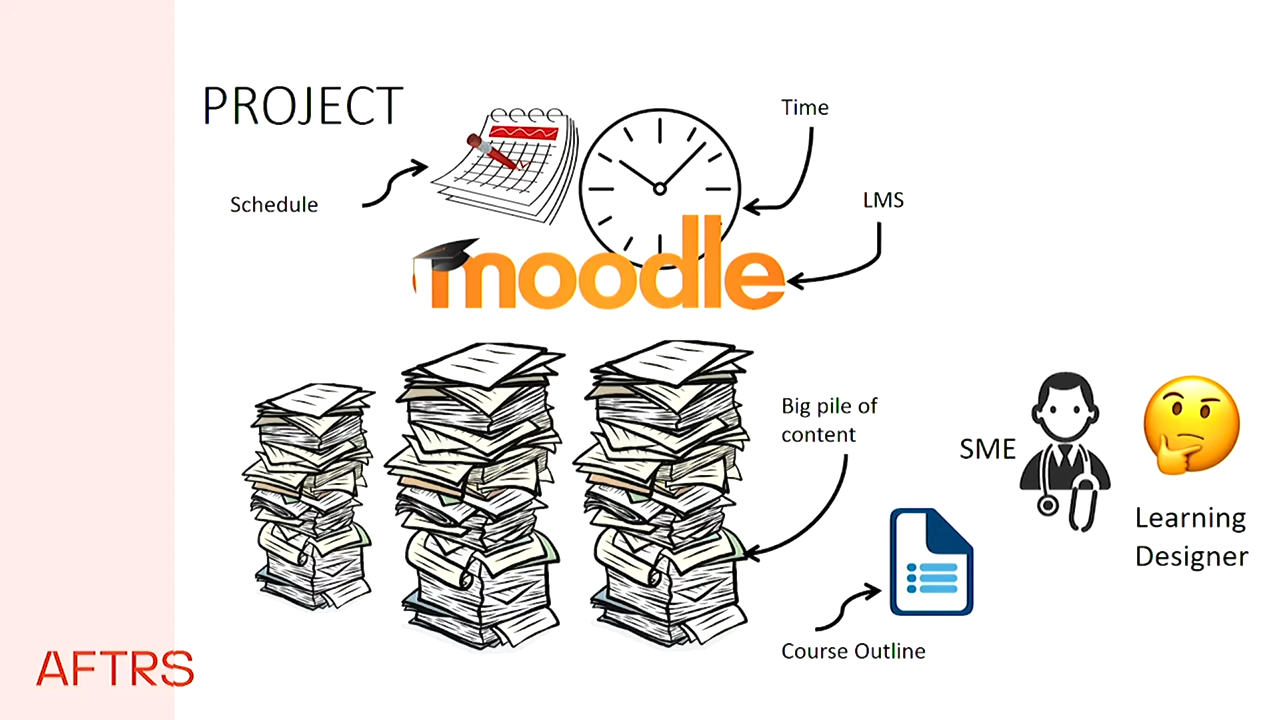 PROJECT
Time
Schedule
LMS
moodle
Big pile of
content
SME
Learning
Designer
Course Outline
AFTRS